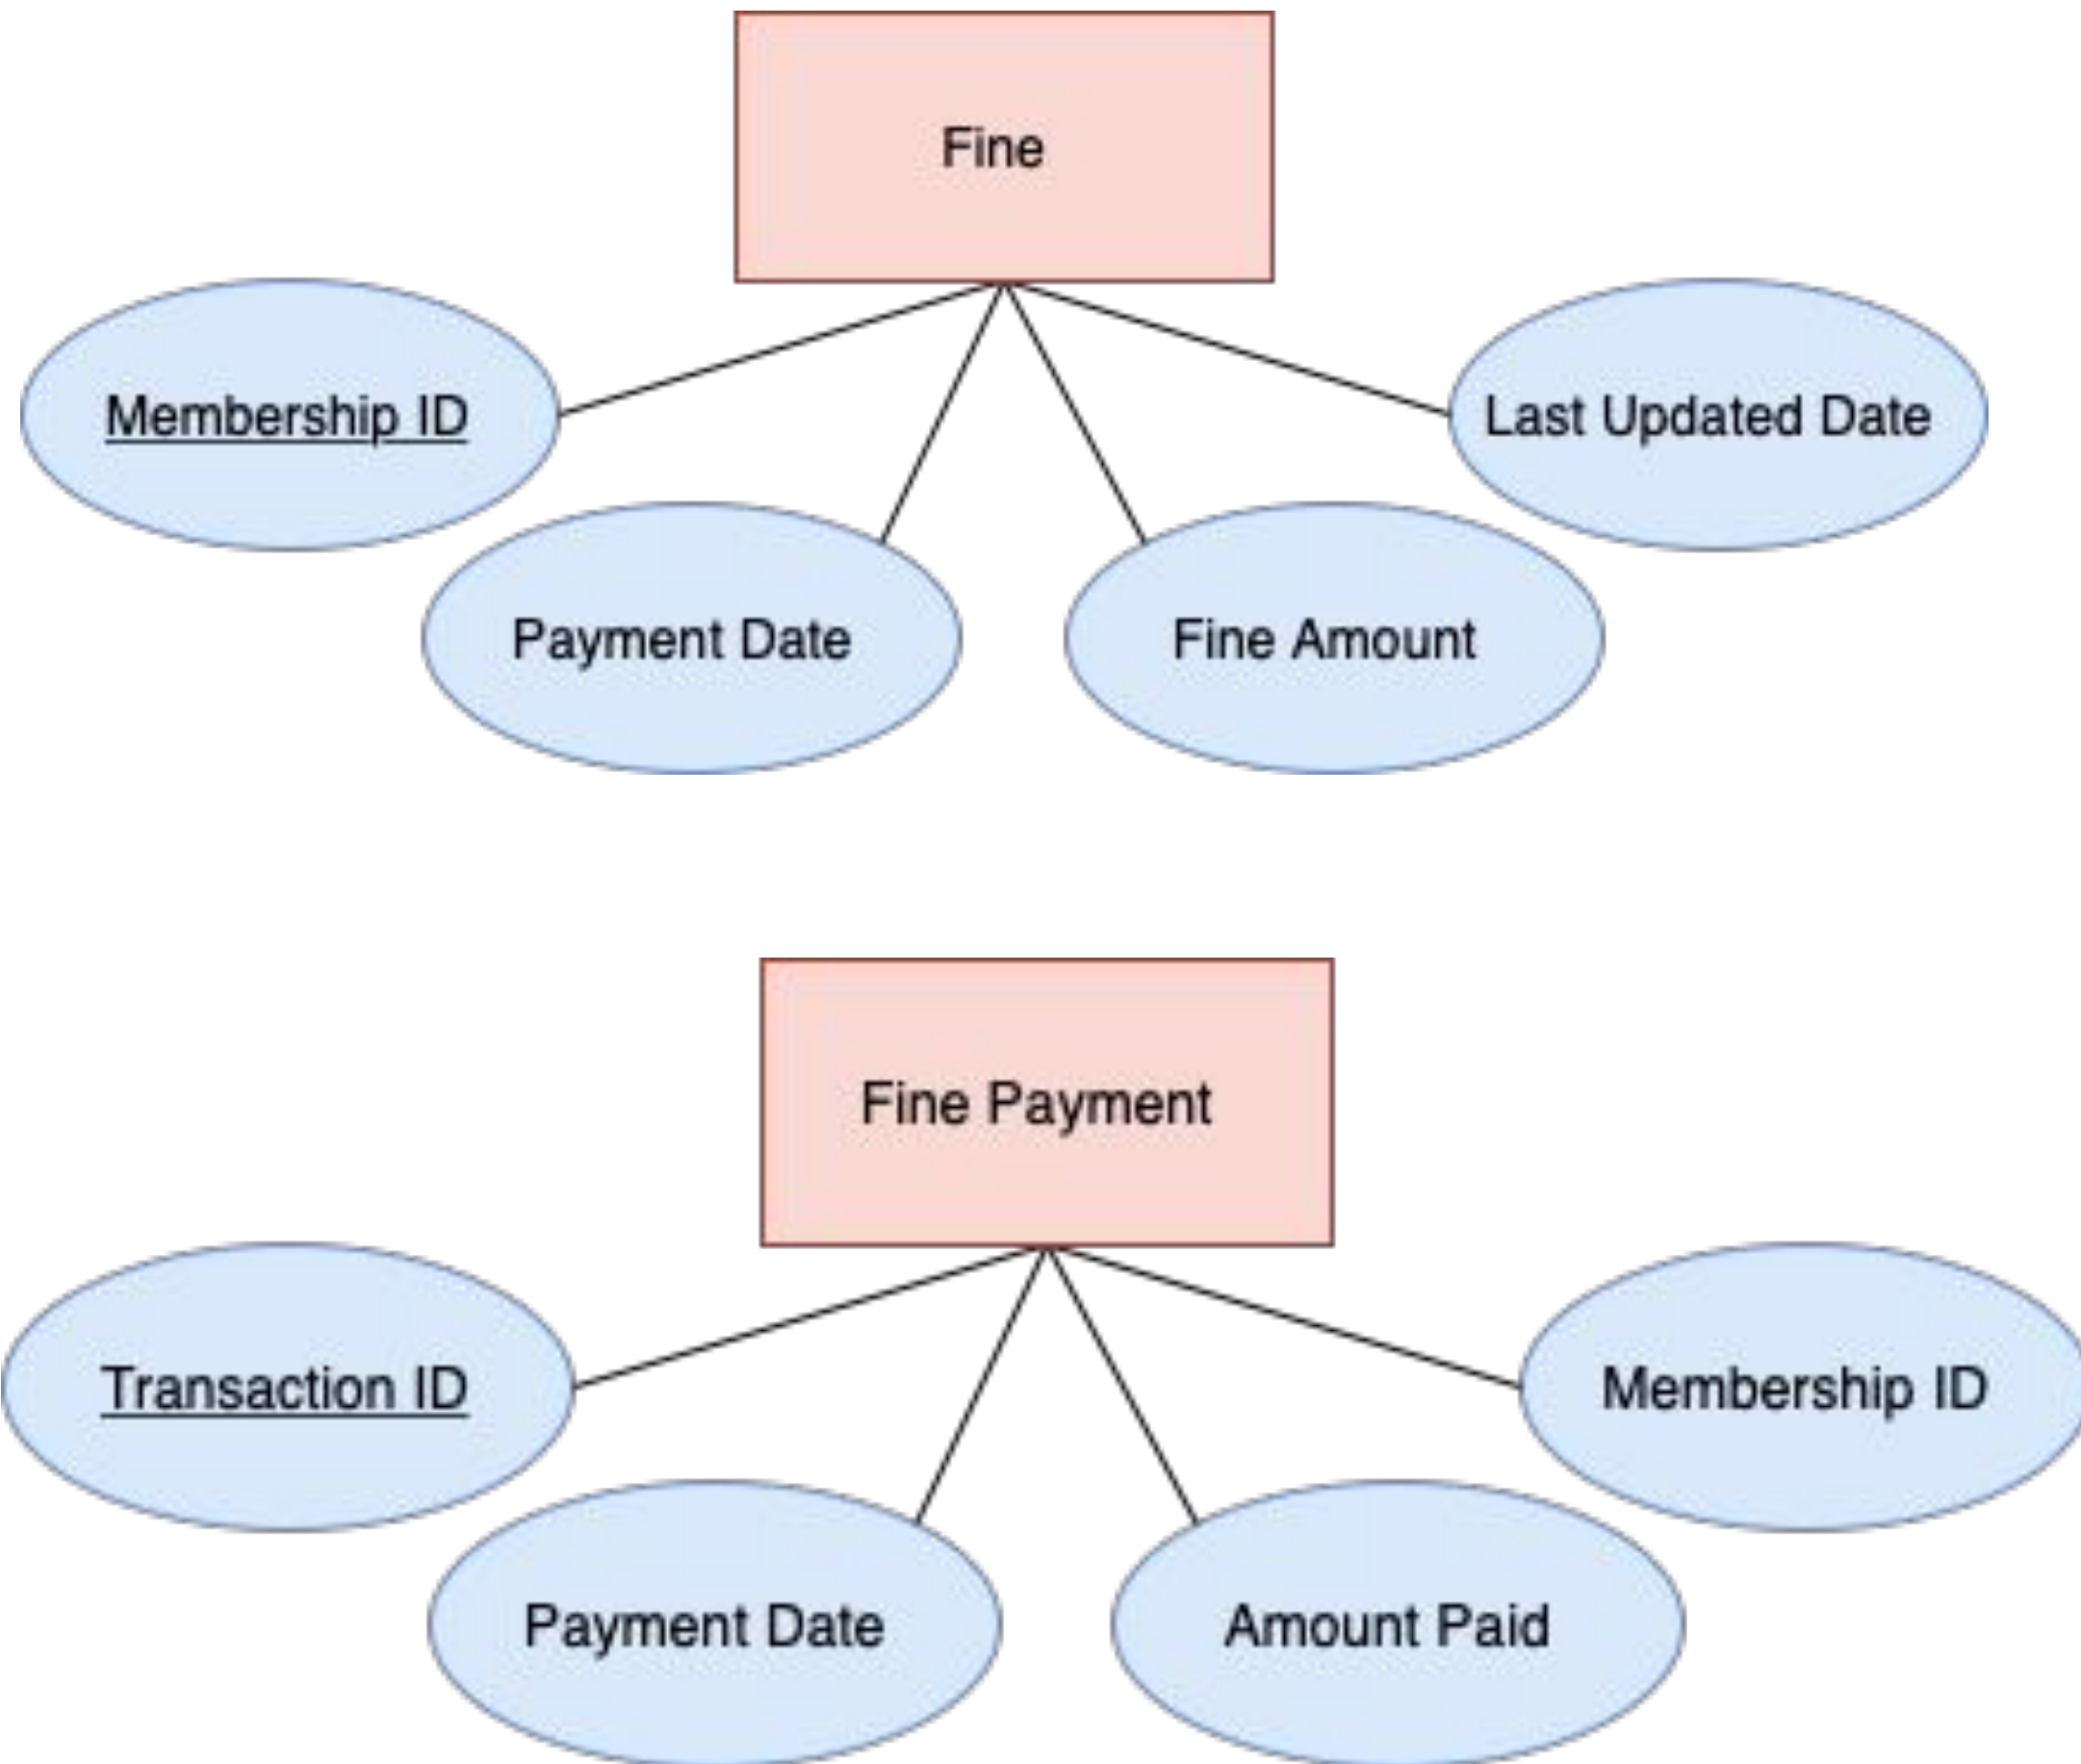 Fine
Membership ID
Last Updated Date
Payment Date
Fine Amount
Fine Payment
Transaction ID
Membership ID
Payment Date
Amount Paid